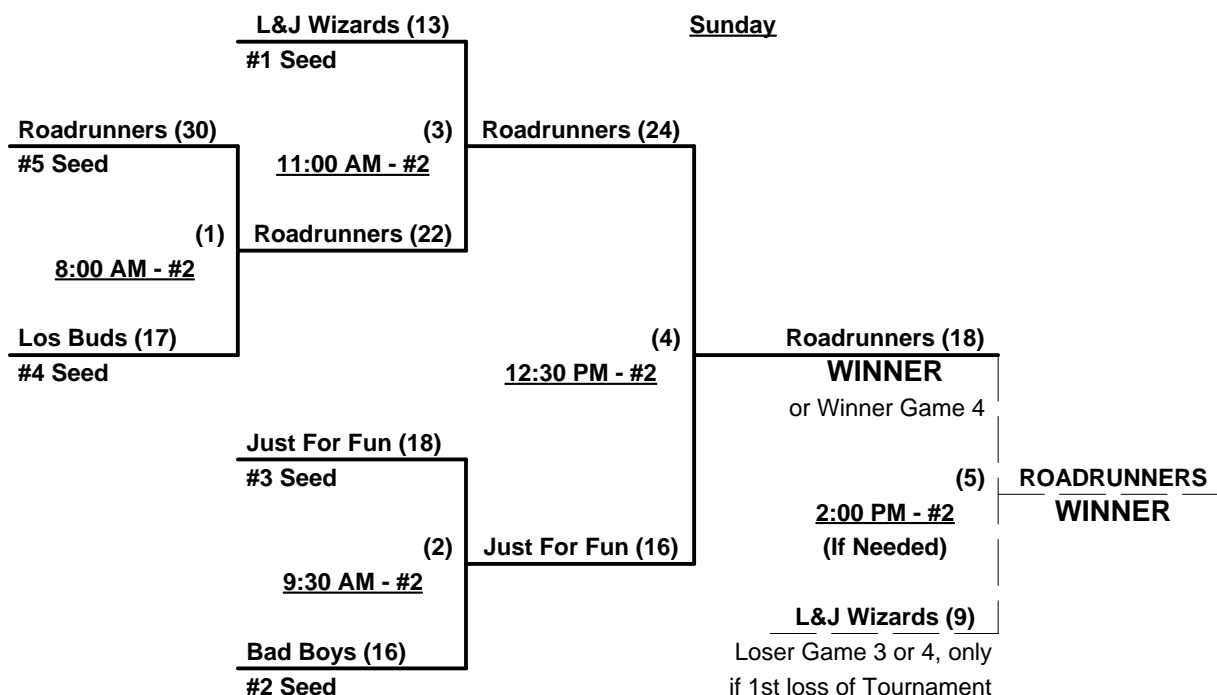 L&J Wizards (13)
Sunday
#1 Seed
Roadrunners (30)
(3)
Roadrunners (24)
#5 Seed
11:00 AM - #2
(1)
Roadrunners (22)
8:00 AM - #2
Los Buds (17)
(4)
Roadrunners (18)
#4 Seed
12:30 PM - #2
WINNER
or Winner Game 4
Just For Fun (18)
#3 Seed
(5)
ROADRUNNERS
2:00 PM - #2
WINNER
(2)
Just For Fun (16)
(If Needed)
9:30 AM - #2
L&J Wizards (9)
Bad Boys (16)
Loser Game 3 or 4, only
#2 Seed
if 1st loss of Tournament